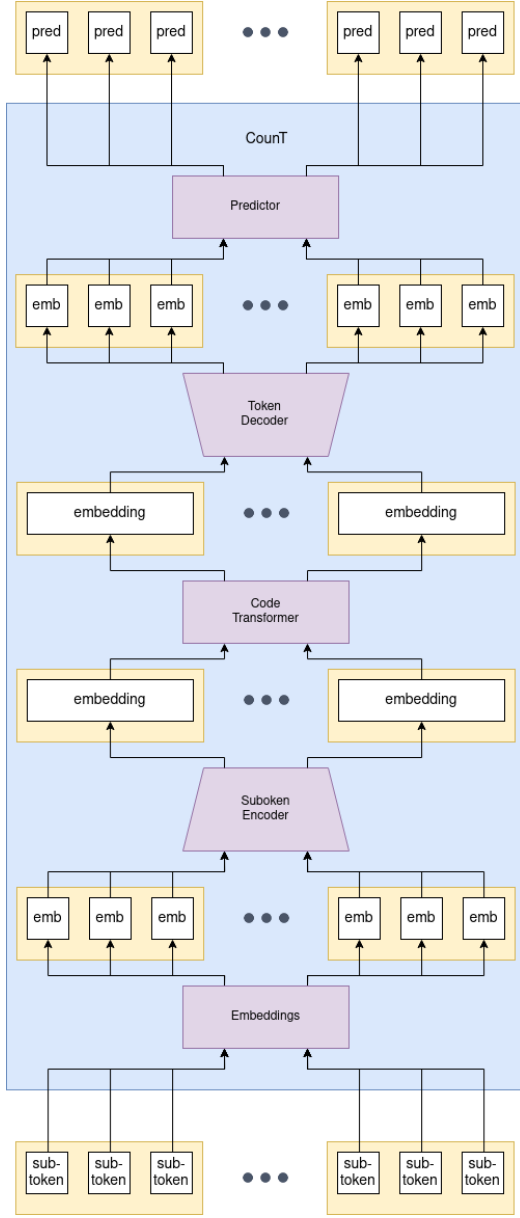 pred pred pred pred pred pred
CounT
Predictor
emb emb emb emb emb emb
Token
Decoder
embedding embedding
Code
Transformer
embedding embedding
Suboken
Encoder
emb emb emb emb emb emb
Embeddings
sub- sub- sub- sub- sub- sub-
token token token token token token